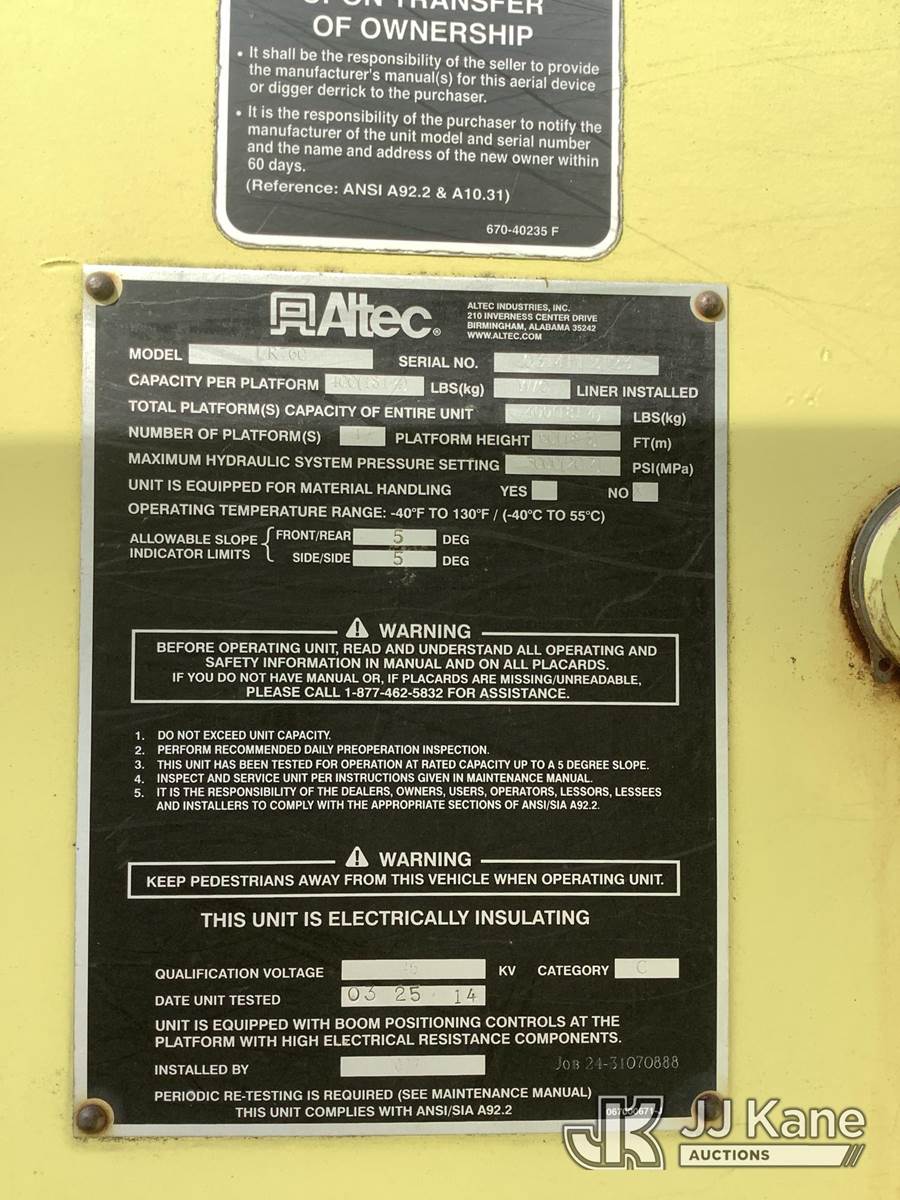 UPON TRANSFER
OF OWNERSHIP
• It shall be the responsibility of the seller to provide
the manufacturer's manual(s) for this aerial device
or digger derrick to the purchaser.
• It is the responsibility of the purchaser to notify the
manufacturer of the unit model and serial number
and the name and address of the new owner within
60 days.
(Reference: ANSI A92.2 & A10.31)
670-40235 F
Altec®
ALTEC INDUSTRIES, INC.
210 INVERNESS CENTER DRIVE
BIRMINGHAM, ALABAMA 35242
WWW.ALTEC.COM
MODEL SERIAL NO.
CAPACITY PER PLATFORM LBS(kg) LINER INSTALLED
TOTAL PLATFORM(S) CAPACITY OF ENTIRE UNIT LBS(kg)
NUMBER OF PLATFORM(S) PLATFORM HEIGHT FT(m)
MAXIMUM HYDRAULIC SYSTEM PRESSURE SETTING PSI(MPa)
UNIT IS EQUIPPED FOR MATERIAL HANDLING YES NO
OPERATING TEMPERATURE RANGE: -40°F TO 130°F / (-40°C TO 55°C)
ALLOWABLE SLOPE INDICATOR LIMITS
FRONT/REAR 5 DEG
SIDE/SIDE 5 DEG
WARNING
BEFORE OPERATING UNIT, READ AND UNDERSTAND ALL OPERATING AND
SAFETY INFORMATION IN MANUAL AND ON ALL PLACARDS.
IF YOU DO NOT HAVE MANUAL OR, IF PLACARDS ARE MISSING/UNREADABLE,
PLEASE CALL 1-877-462-5832 FOR ASSISTANCE.
1. DO NOT EXCEED UNIT CAPACITY.
2. PERFORM RECOMMENDED DAILY PREOPERATION INSPECTION.
3. THIS UNIT HAS BEEN TESTED FOR OPERATION AT RATED CAPACITY UP TO A 5 DEGREE SLOPE.
4. INSPECT AND SERVICE UNIT PER INSTRUCTIONS GIVEN IN MAINTENANCE MANUAL.
5. IT IS THE RESPONSIBILITY OF THE DEALERS, OWNERS, USERS, OPERATORS, LESSORS, LESSEES
AND INSTALLERS TO COMPLY WITH THE APPROPRIATE SECTIONS OF ANSI/SIA A92.2.
WARNING
KEEP PEDESTRIANS AWAY FROM THIS VEHICLE WHEN OPERATING UNIT.
THIS UNIT IS ELECTRICALLY INSULATING
QUALIFICATION VOLTAGE KV CATEGORY C
DATE UNIT TESTED 03 25 14
UNIT IS EQUIPPED WITH BOOM POSITIONING CONTROLS AT THE
PLATFORM WITH HIGH ELECTRICAL RESISTANCE COMPONENTS.
INSTALLED BY
JOB 24-31070888
PERIODIC RE-TESTING IS REQUIRED (SEE MAINTENANCE MANUAL)
THIS UNIT COMPLIES WITH ANSI/SIA A92.2
JK JJ Kane
AUCTIONS